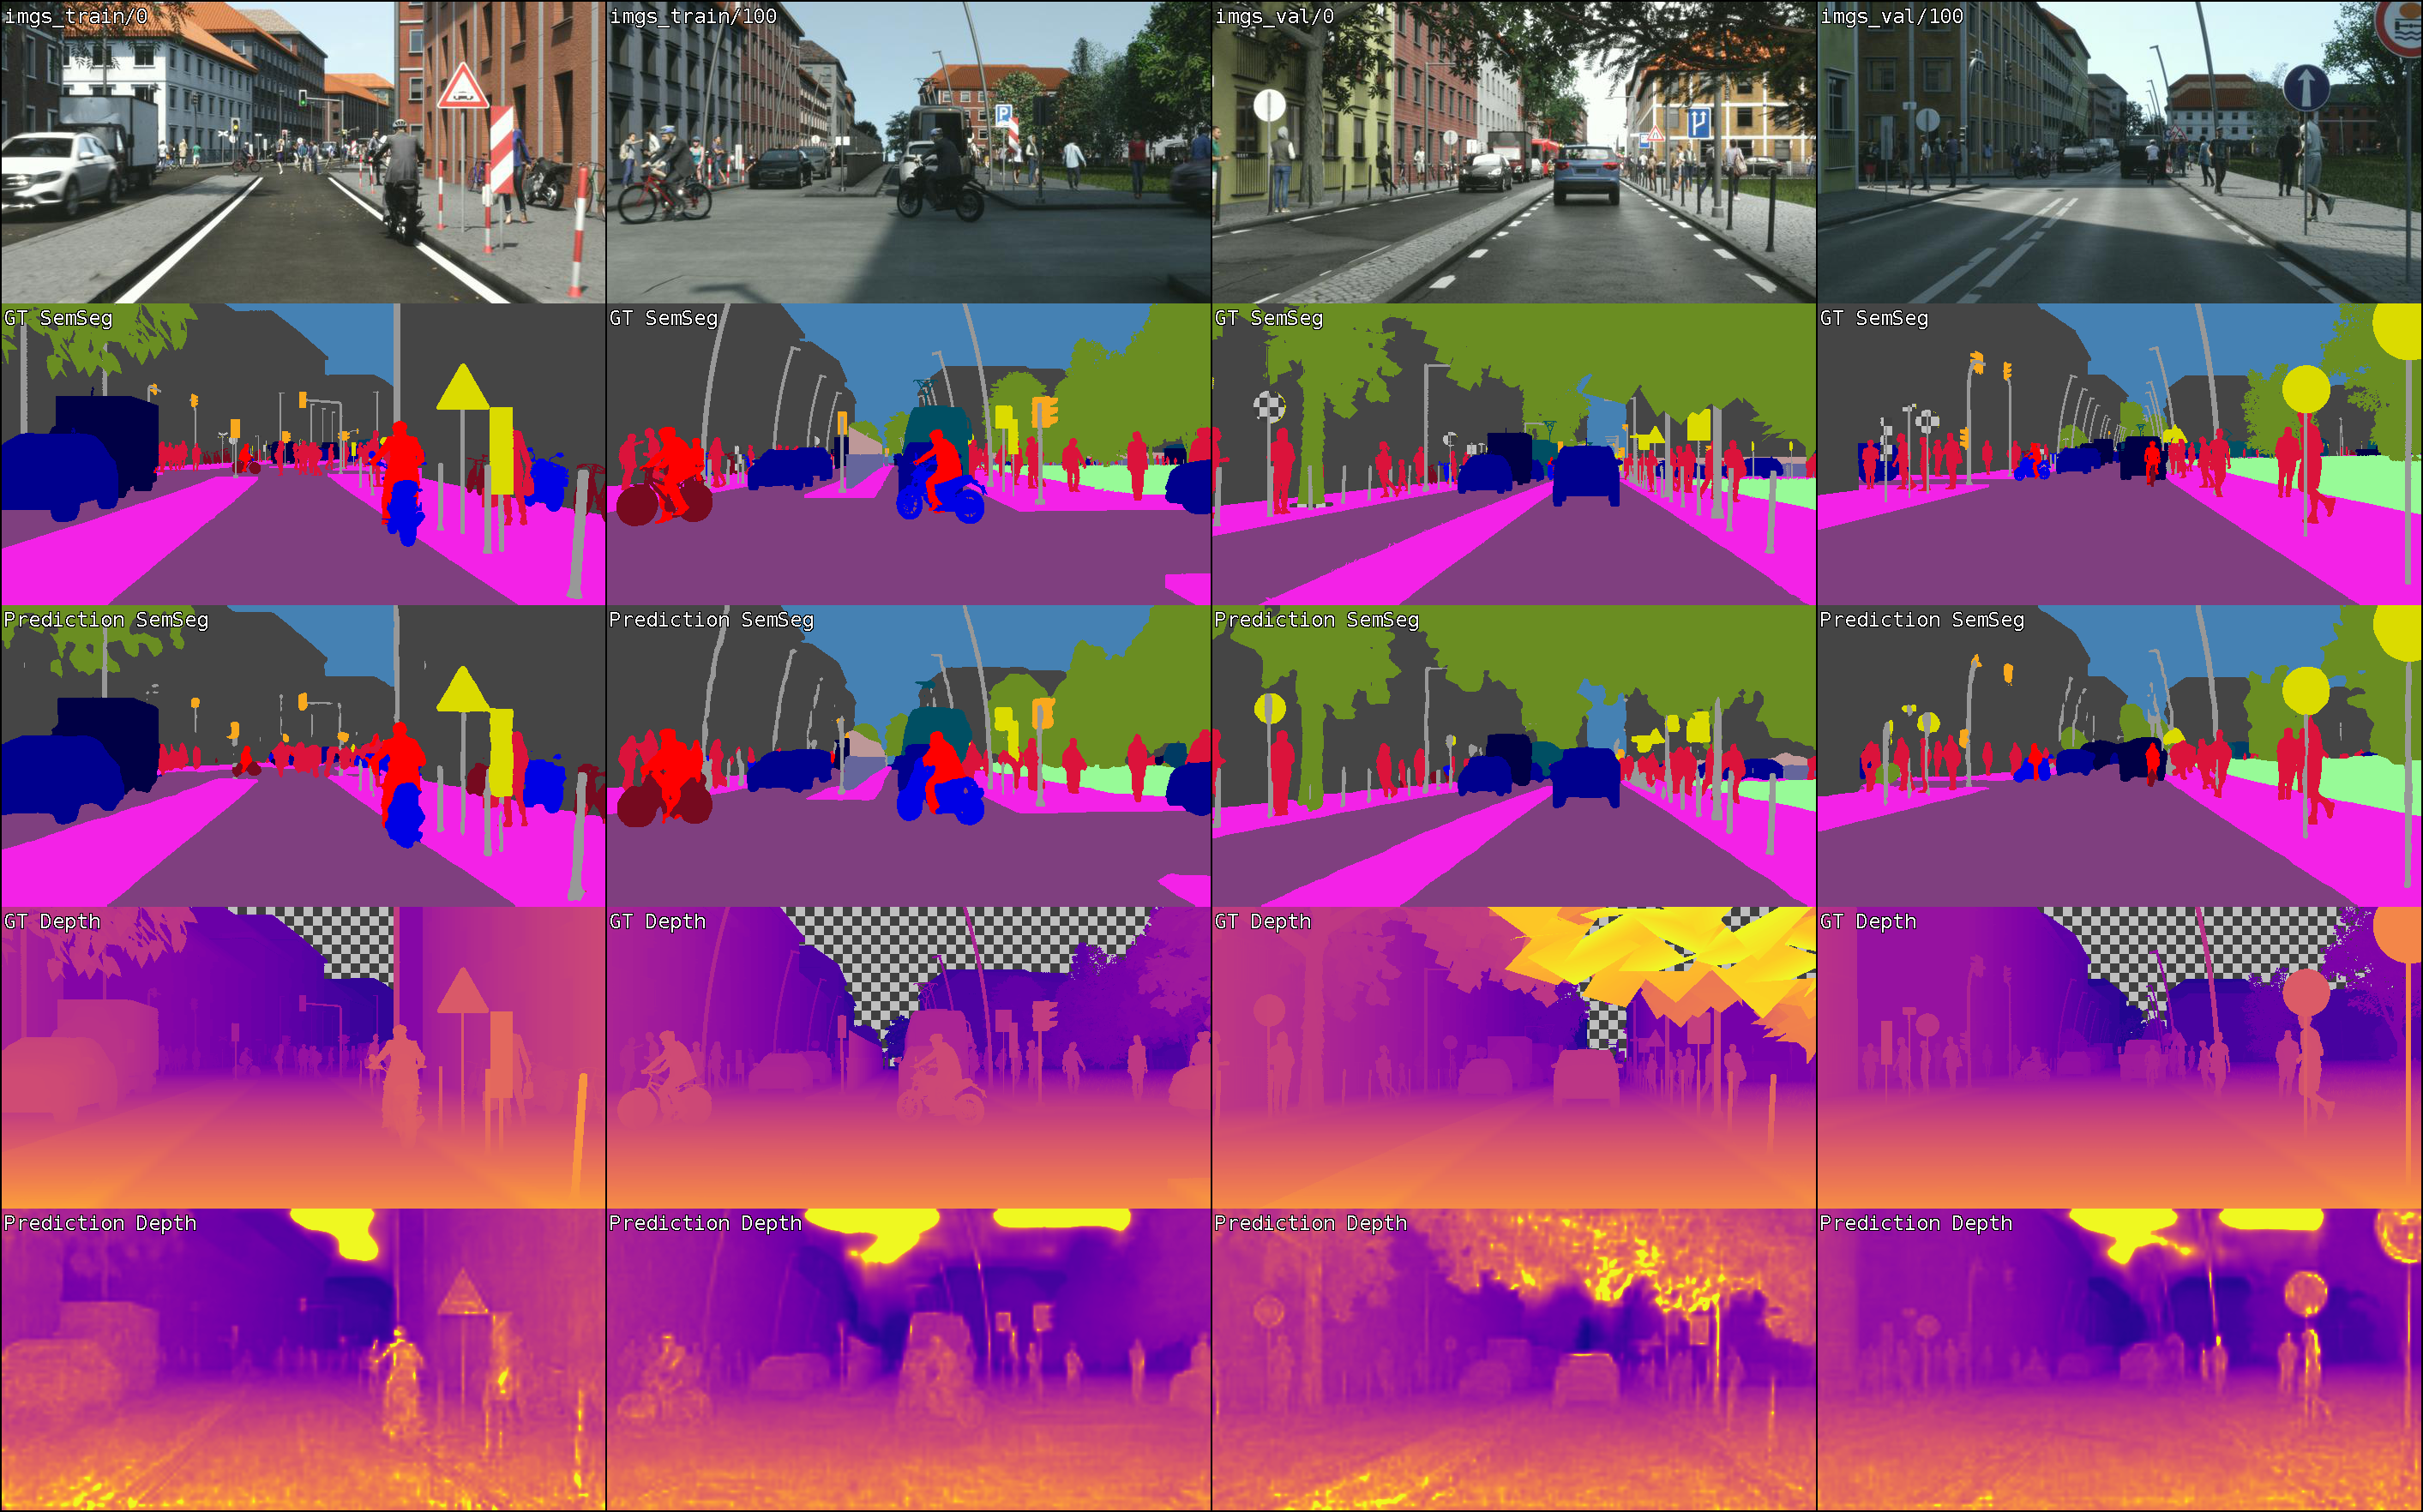 imgs_train/0
imgs_train/100
imgs_val/0
imgs_val/100
GT SemSeg
GT SemSeg
GT SemSeg
GT SemSeg
Prediction SemSeg
Prediction SemSeg
Prediction SemSeg
Prediction SemSeg
GT Depth
GT Depth
GT Depth
GT Depth
Prediction Depth
Prediction Depth
Prediction Depth
Prediction Depth
P